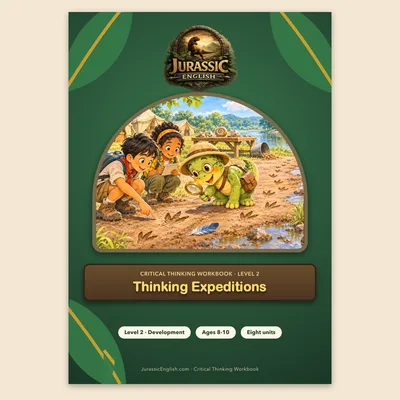 JURASSIC
ENGLISH
CRITICAL THINKING WORKBOOK · LEVEL 2
Thinking Expeditions
Level 2 · Development
Ages 8-10
Eight units
JurassicEnglish.com · Critical Thinking Workbook